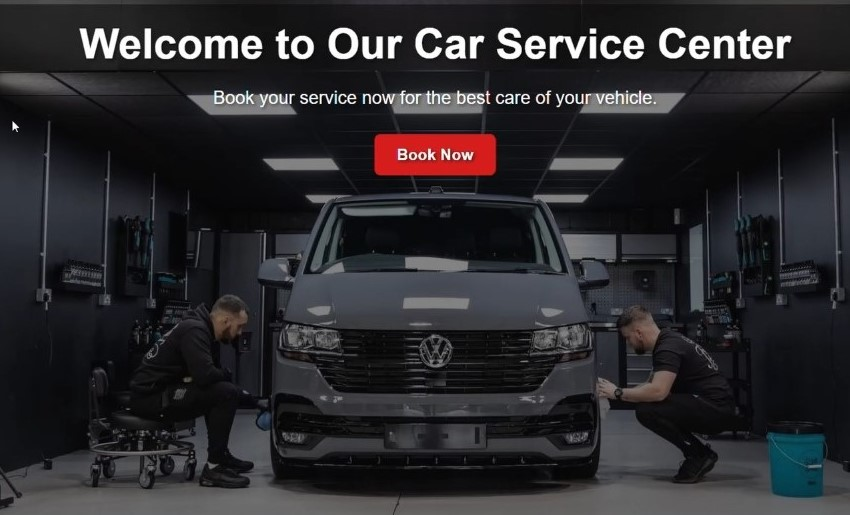 Welcome to Our Car Service Center
Book your service now for the best care of your vehicle.
Book Now